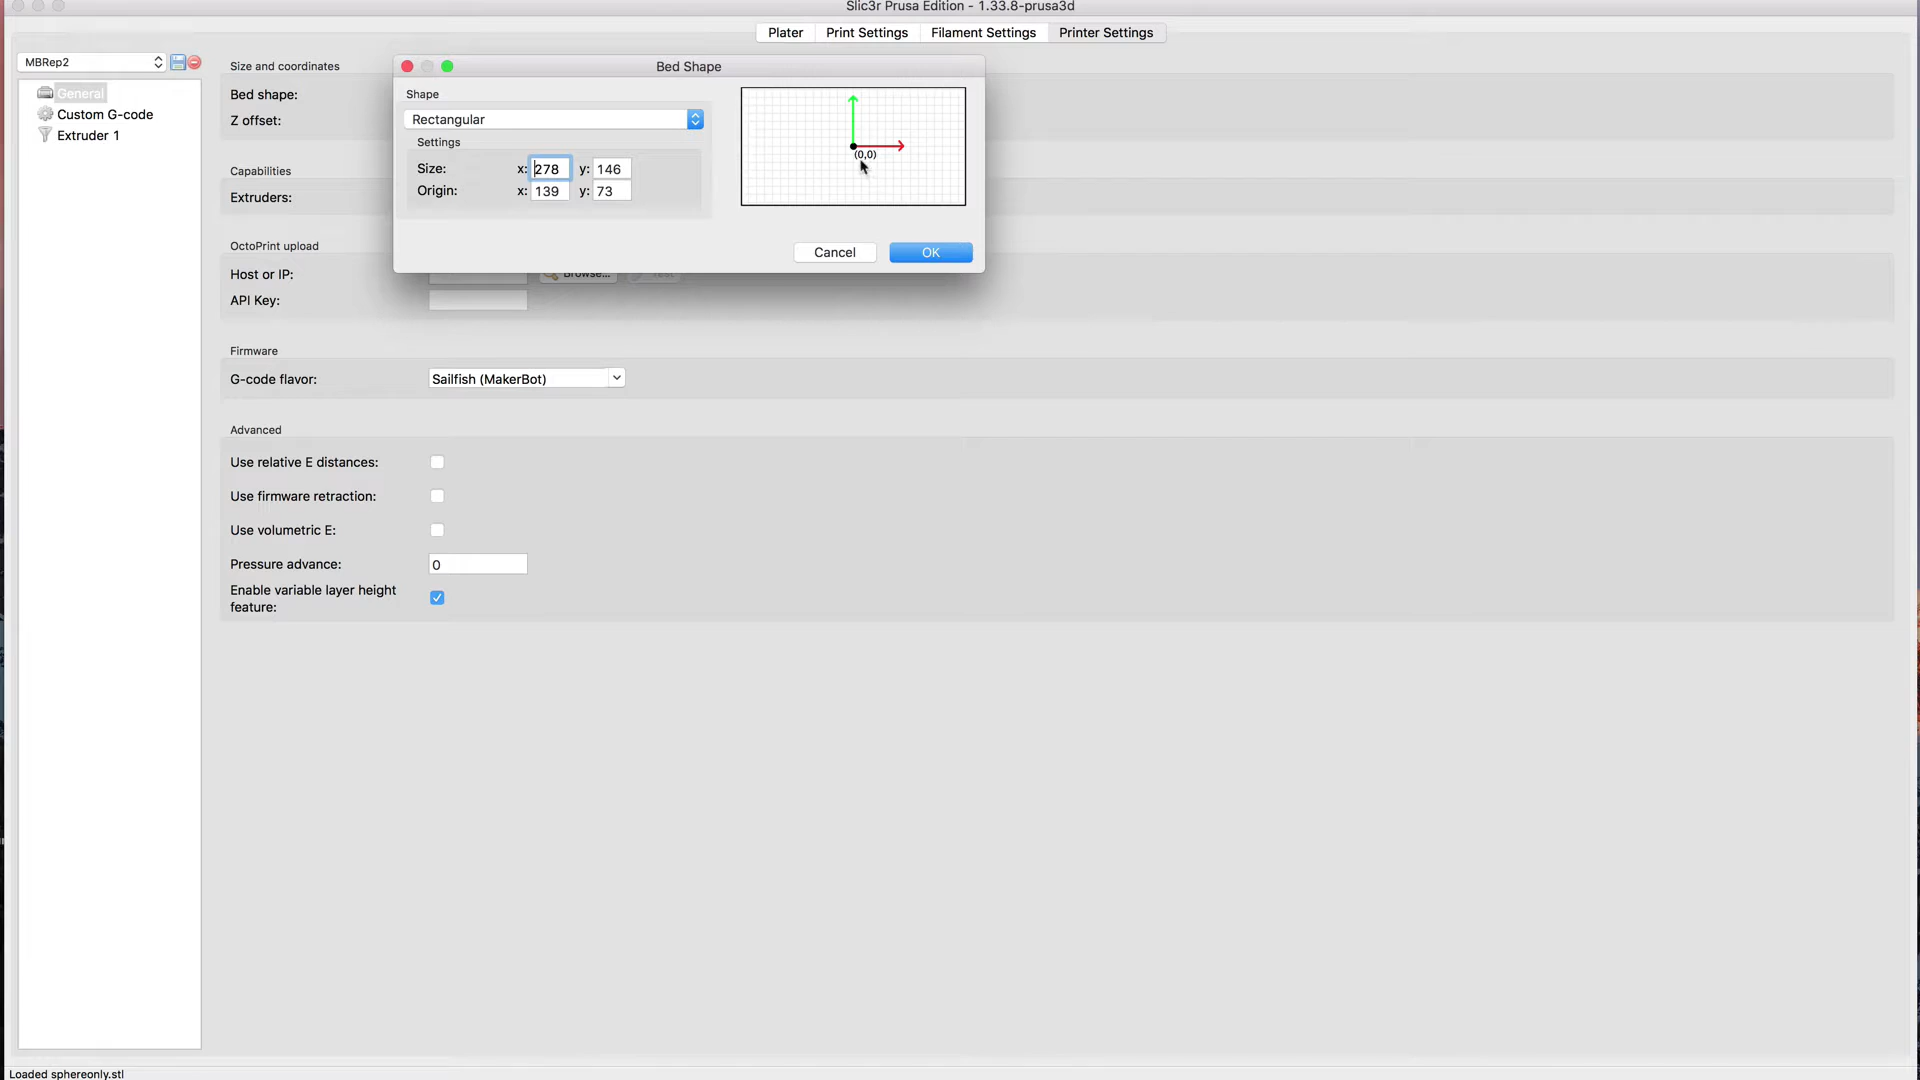 Slic3r Prusa Edition - 1.33.8-prusa3d
Plater Print Settings Filament Settings Printer Settings
MBRep2
General
Custom G-code
Extruder 1
Size and coordinates
Bed shape:
Z offset:
Bed Shape
Shape
Rectangular
Settings
Size: x: 278 y: 146
Origin: x: 139 y: 73
(0,0)
Cancel OK
Capabilities
Extruders:
OctoPrint upload
Host or IP: Browse... Test
API Key:
Firmware
G-code flavor: Sailfish (MakerBot)
Advanced
Use relative E distances:
Use firmware retraction:
Use volumetric E:
Pressure advance: 0
Enable variable layer height
feature:
Loaded sphereonly.stl